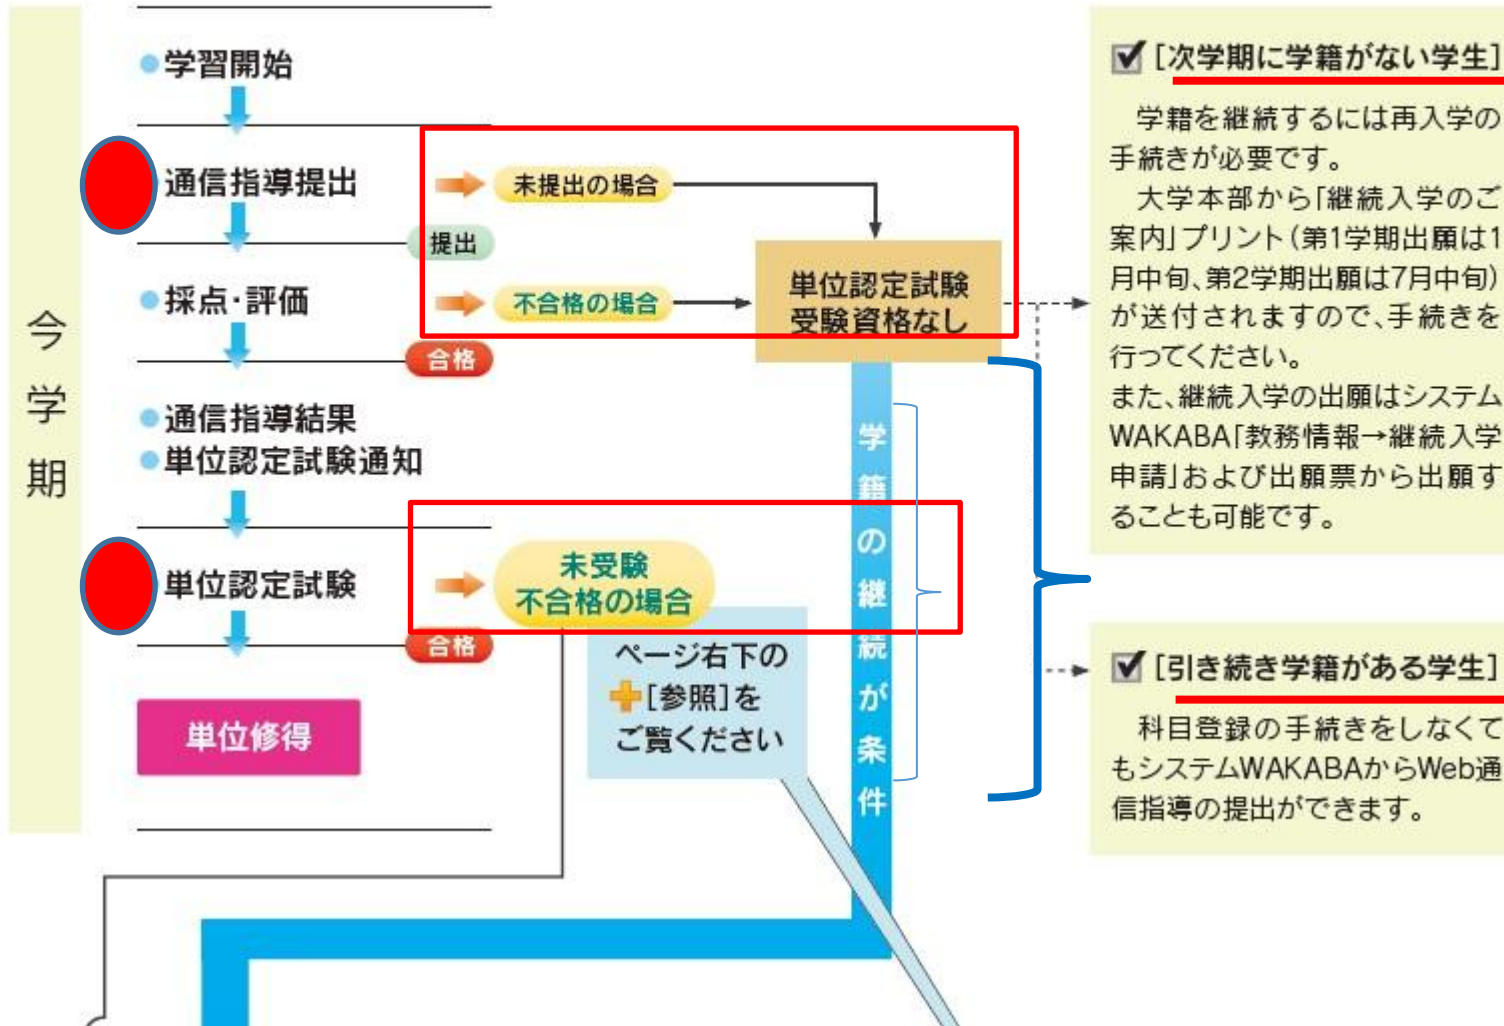 今学期
学習開始
通信指導提出
未提出の場合
提出
採点・評価
不合格の場合
単位認定試験
受験資格なし
合格
通信指導結果
単位認定試験通知
単位認定試験
未受験
不合格の場合
合格
単位修得
ページ右下の
[参照]を
ご覧ください
学籍の継続が条件
[次学期に学籍がない学生]
学籍を継続するには再入学の
手続きが必要です。
大学本部から「継続入学のご
案内」プリント(第1学期出願は1
月中旬、第2学期出願は7月中旬)
が送付されますので、手続きを
行ってください。
また、継続入学の出願はシステム
WAKABA「教務情報→継続入学
申請」および出願票から出願す
ることも可能です。
[引き続き学籍がある学生]
科目登録の手続きをしなくて
もシステムWAKABAからWeb通
信指導の提出ができます。